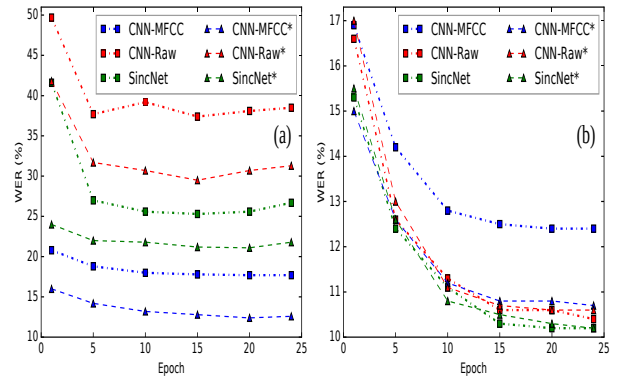 50
45
40
35
30
25
20
15
10
0
5
10
15
20
25
WER (%)
Epoch
CNN-MFCC
CNN-Raw
SincNet
CNN-MFCC*
CNN-Raw*
SincNet*
(a)
17
16
15
14
13
12
11
10
0
5
10
15
20
25
WER (%)
Epoch
CNN-MFCC
CNN-Raw
SincNet
CNN-MFCC*
CNN-Raw*
SincNet*
(b)